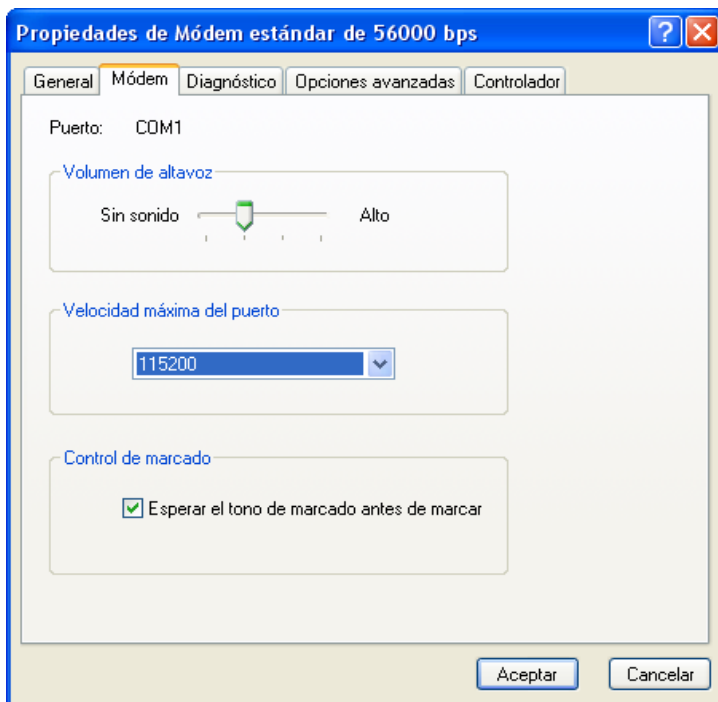 Propiedades de Módem estándar de 56000 bps
General Módem Diagnóstico Opciones avanzadas Controlador
Puerto: COM1
Volumen de altavoz
Sin sonido Alto
Velocidad máxima del puerto
115200
Control de marcado
Esperar el tono de marcado antes de marcar
Aceptar Cancelar